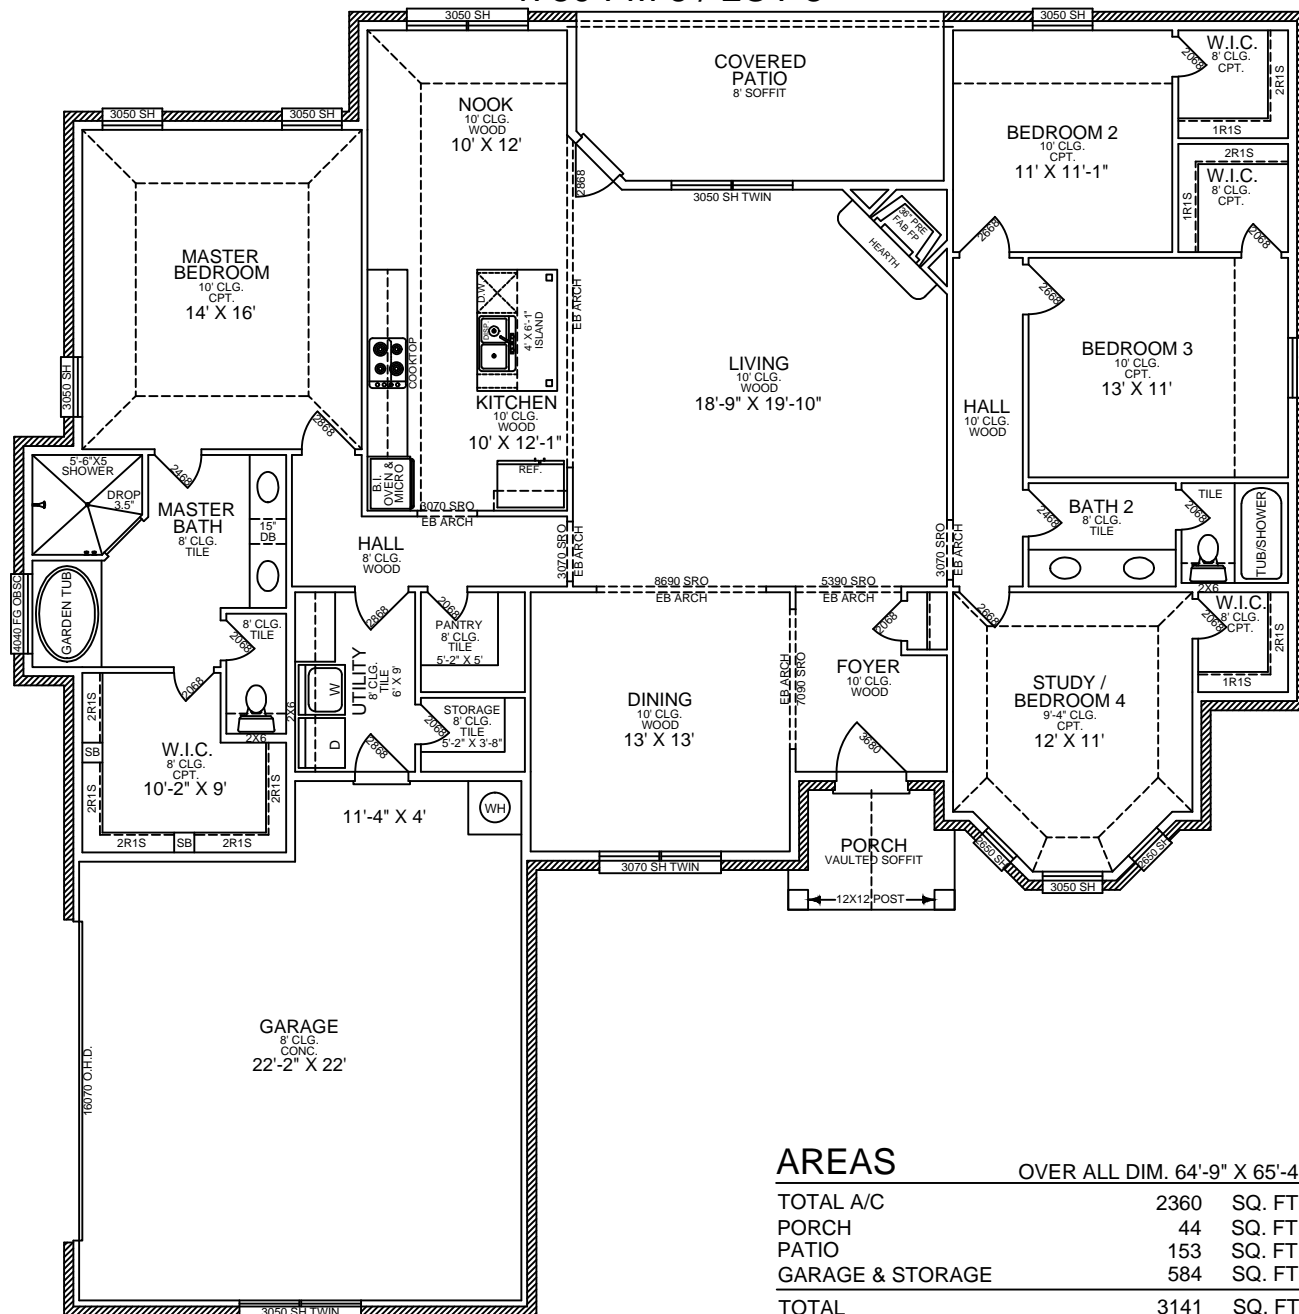 3050 SH
3050 SH
COVERED
PATIO
8' SOFFIT
W.I.C.
8' CLG.
CPT.
2068
2R1S
1R1S
NOOK
10' CLG.
WOOD
10' X 12'
3050 SH
3050 SH
BEDROOM 2
10' CLG.
CPT.
11' X 11'-1"
2R1S
W.I.C.
8' CLG.
CPT.
1R1S
2068
2868
3050 SH TWIN
36" PRE
FAB FP
HEARTH
2668
MASTER
BEDROOM
10' CLG.
CPT.
14' X 16'
D.W.
DISP
4' X 6'-1"
ISLAND
EB ARCH
COOKTOP
2668
LIVING
10' CLG.
WOOD
18'-9" X 19'-10"
BEDROOM 3
10' CLG.
CPT.
13' X 11'
3050 SH
KITCHEN
10' CLG.
WOOD
10' X 12'-1"
HALL
10' CLG.
WOOD
2868
5'-6"X5
SHOWER
DROP
3.5"
2468
B.I.
OVEN &
MICRO
REF.
MASTER
BATH
8' CLG.
TILE
15"
DB
3070 SRO
EB ARCH
HALL
8' CLG.
WOOD
3070 SRO
EB ARCH
3070 SRO
EB ARCH
2468
BATH 2
8' CLG.
TILE
2068
TILE
TUB/SHOWER
2X6
4040 FG OBSC
GARDEN TUB
8690 SRO
EB ARCH
5390 SRO
EB ARCH
2668
W.I.C.
8' CLG.
CPT.
2068
2R1S
1R1S
8' CLG.
TILE
2068
2868
2068
PANTRY
8' CLG.
TILE
5'-2" X 5'
2068
UTILITY
8' CLG.
TILE
6' X 9'
W
D
FOYER
10' CLG.
WOOD
EB ARCH
7090 SRO
STUDY /
BEDROOM 4
9'-4" CLG.
CPT.
12' X 11'
2068
2R1S
SB
2R1S
2X6
2X6
W.I.C.
8' CLG.
CPT.
10'-2" X 9'
2R1S
2R1S
SB
2R1S
STORAGE
8' CLG.
TILE
5'-2" X 3'-8"
2068
2868
DINING
10' CLG.
WOOD
13' X 13'
3680
11'-4" X 4'
WH
PORCH
VAULTED SOFFIT
12X12 POST
2650 SH
2650 SH
3050 SH
3070 SH TWIN
GARAGE
8' CLG.
CONC.
22'-2" X 22'
16070 O.H.D.
3050 SH TWIN
AREAS
OVER ALL DIM. 64'-9" X 65'-4
TOTAL A/C 2360 SQ. FT
PORCH 44 SQ. FT
PATIO 153 SQ. FT
GARAGE & STORAGE 584 SQ. FT
TOTAL 3141 SQ. FT